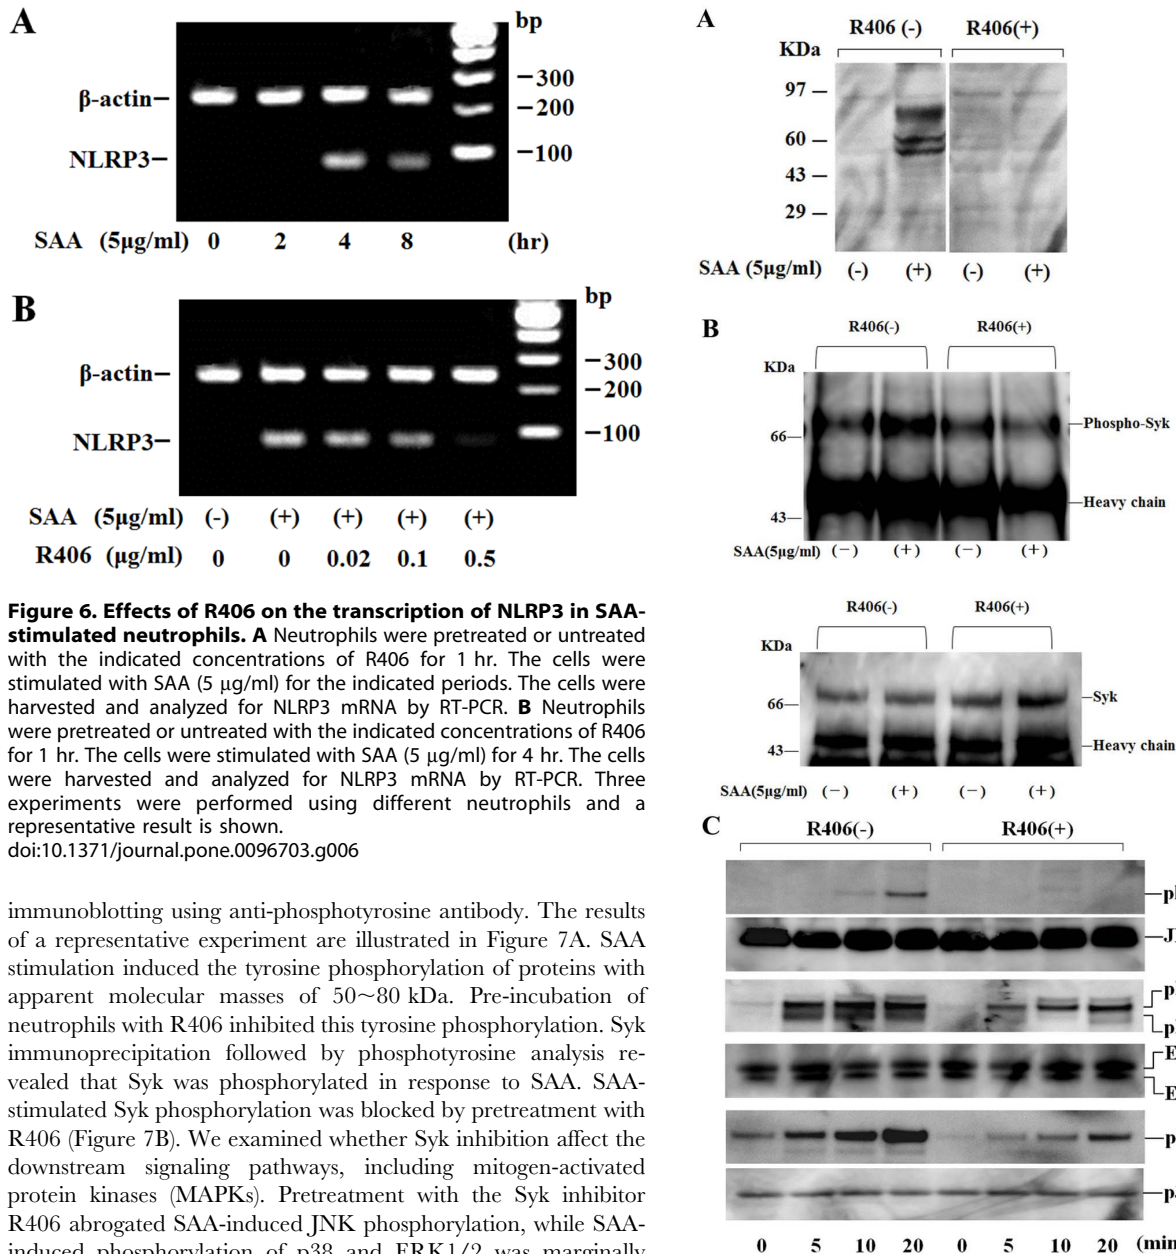 A
bp
β-actin
300
200
NLRP3
100
SAA (5μg/ml) 0 2 4 8 (hr)
B
bp
β-actin
300
200
NLRP3
100
SAA (5μg/ml) (-) (+) (+) (+) (+)
R406 (μg/ml) 0 0 0.02 0.1 0.5
Figure 6. Effects of R406 on the transcription of NLRP3 in SAA-
stimulated neutrophils. A Neutrophils were pretreated or untreated
with the indicated concentrations of R406 for 1 hr. The cells were
stimulated with SAA (5 μg/ml) for the indicated periods. The cells were
harvested and analyzed for NLRP3 mRNA by RT-PCR. B Neutrophils
were pretreated or untreated with the indicated concentrations of R406
for 1 hr. The cells were stimulated with SAA (5 μg/ml) for 4 hr. The cells
were harvested and analyzed for NLRP3 mRNA by RT-PCR. Three
experiments were performed using different neutrophils and a
representative result is shown.
doi:10.1371/journal.pone.0096703.g006
immunoblotting using anti-phosphotyrosine antibody. The results
of a representative experiment are illustrated in Figure 7A. SAA
stimulation induced the tyrosine phosphorylation of proteins with
apparent molecular masses of 50~80 kDa. Pre-incubation of
neutrophils with R406 inhibited this tyrosine phosphorylation. Syk
immunoprecipitation followed by phosphotyrosine analysis re-
vealed that Syk was phosphorylated in response to SAA. SAA-
stimulated Syk phosphorylation was blocked by pretreatment with
R406 (Figure 7B). We examined whether Syk inhibition affect the
downstream signaling pathways, including mitogen-activated
protein kinases (MAPKs). Pretreatment with the Syk inhibitor
R406 abrogated SAA-induced JNK phosphorylation, while SAA-
induced phosphorylation of p38 and ERK1/2 was marginally
A
R406 (-) R406(+)
KDa
97
60
43
29
SAA (5μg/ml) (-) (+) (-) (+)
B
R406(-) R406(+)
KDa
Phospho-Syk
66
Heavy chain
43
SAA(5μg/ml) (−) (+) (−) (+)
R406(-) R406(+)
KDa
Syk
66
Heavy chain
43
SAA(5μg/ml) (−) (+) (−) (+)
C
R406(-) R406(+)
0 5 10 20 0 5 10 20 (min